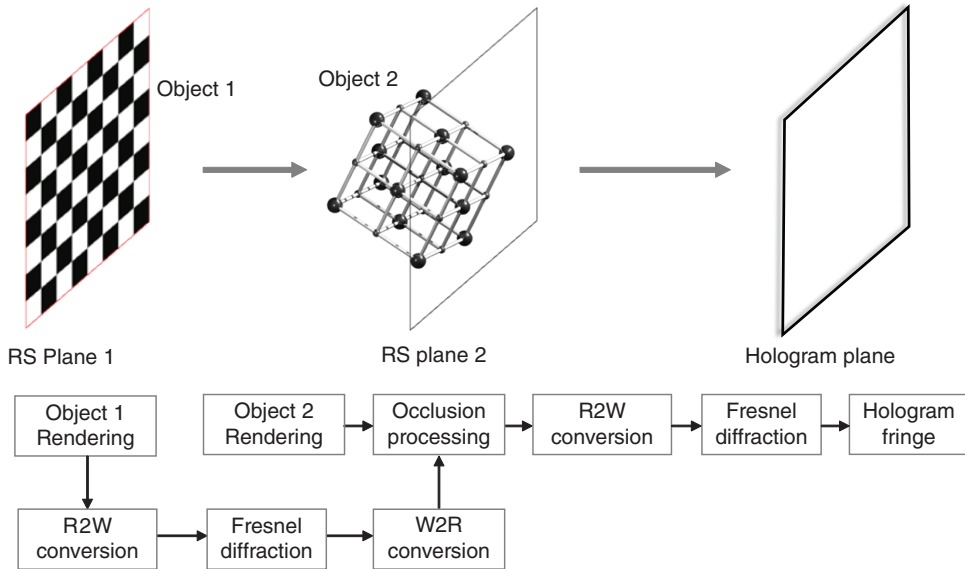 Object 1
Object 2
RS Plane 1
RS plane 2
Hologram plane
Object 1
Rendering
Object 2
Rendering
Occlusion
processing
R2W
conversion
Fresnel
diffraction
Hologram
fringe
R2W
conversion
Fresnel
diffraction
W2R
conversion